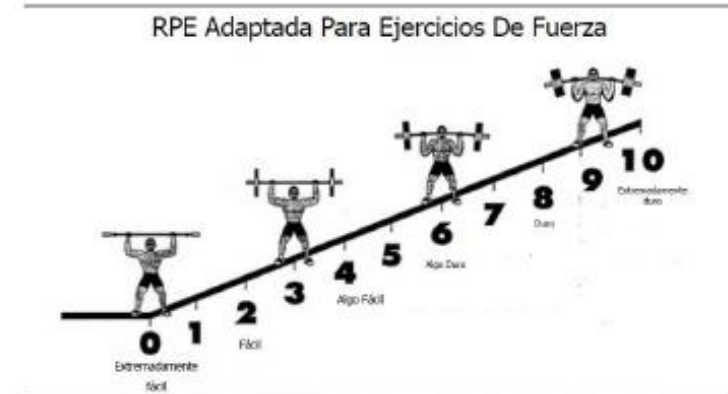 RPE Adaptada Para Ejercicios De Fuerza
10
Extremadamente
duro
9
8
Duro
7
6
Algo Duro
5
4
Algo Fácil
3
2
Fácil
1
0
Extremadamente
fácil